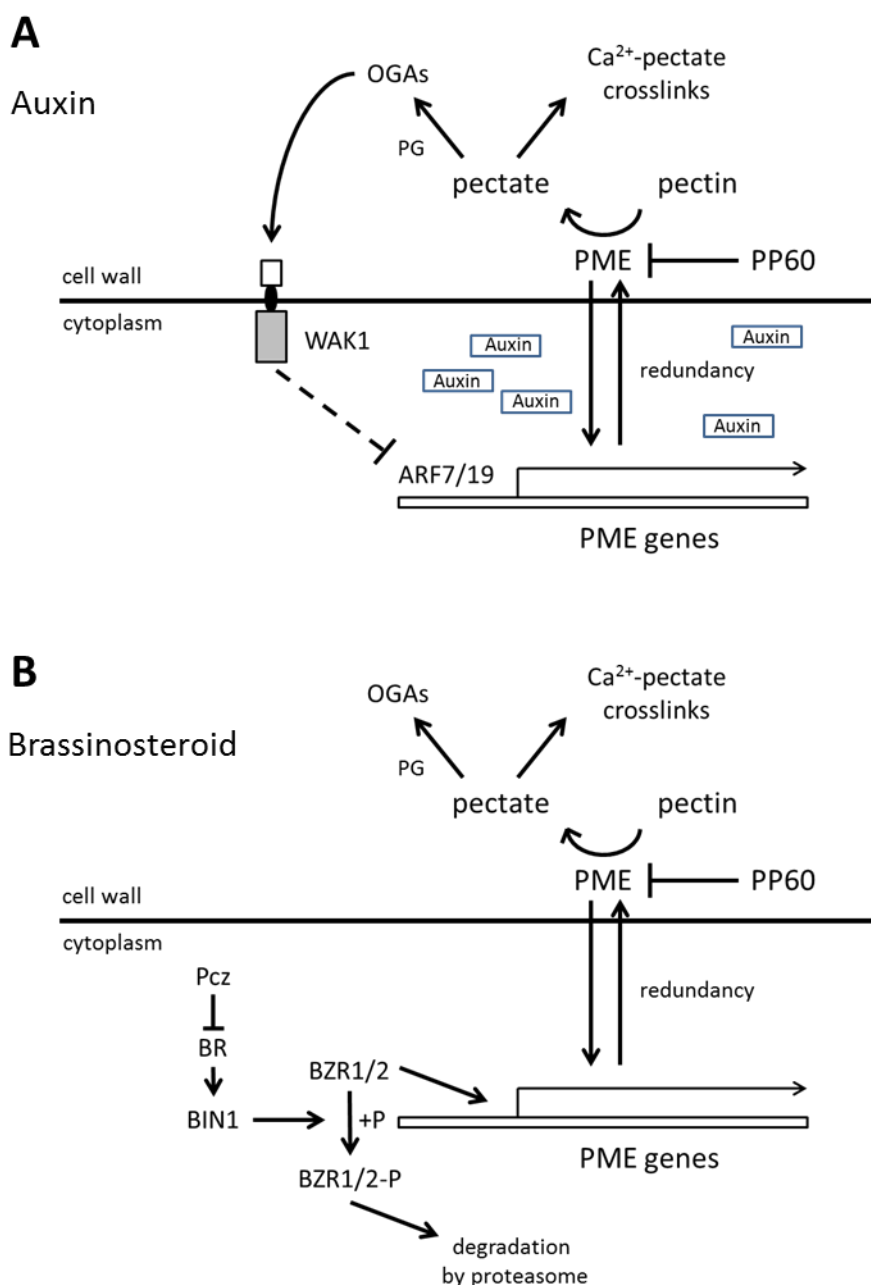 A
Auxin
OGAs
Ca2+-pectate
crosslinks
PG
pectate
pectin
PME
PP60
cell wall
cytoplasm
WAK1
Auxin
Auxin
Auxin
Auxin
redundancy
Auxin
ARF7/19
PME genes
B
Brassinosteroid
OGAs
Ca2+-pectate
crosslinks
PG
pectate
pectin
PME
PP60
cell wall
cytoplasm
Pcz
redundancy
BR
BZR1/2
BIN1
+P
PME genes
BZR1/2-P
degradation
by proteasome